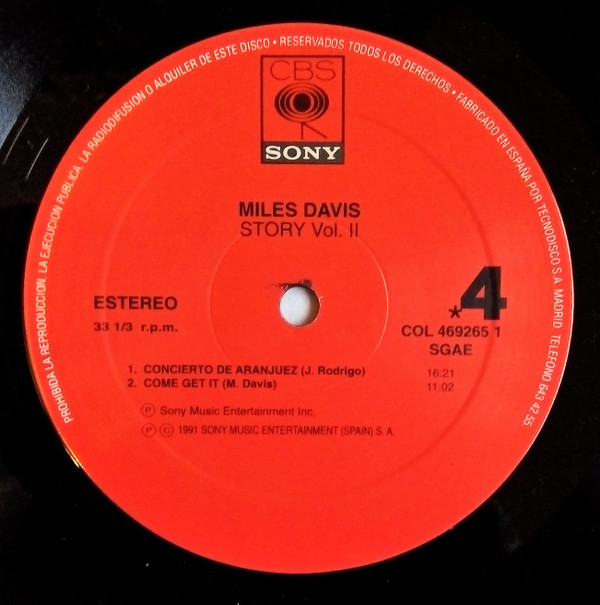 PROHIBIDA LA REPRODUCCION, LA EJECUCION PUBLICA, LA RADIODIFUSION O ALQUILER DE ESTE DISCO • RESERVADOS TODOS LOS DERECHOS • FABRICADO EN ESPAÑA POR TECNODISCO S.A. MADRID. TELEFONO 643 42 55.
CBS
SONY
MILES DAVIS
STORY Vol. II
ESTEREO
33 1/3 r.p.m.
*4
COL 469265 1
SGAE
1. CONCIERTO DE ARANJUEZ (J. Rodrigo) 16:21
2. COME GET IT (M. Davis) 11:02
Ⓟ Sony Music Entertainment Inc.
Ⓟ Ⓒ 1991 SONY MUSIC ENTERTAINMENT (SPAIN) S.A.